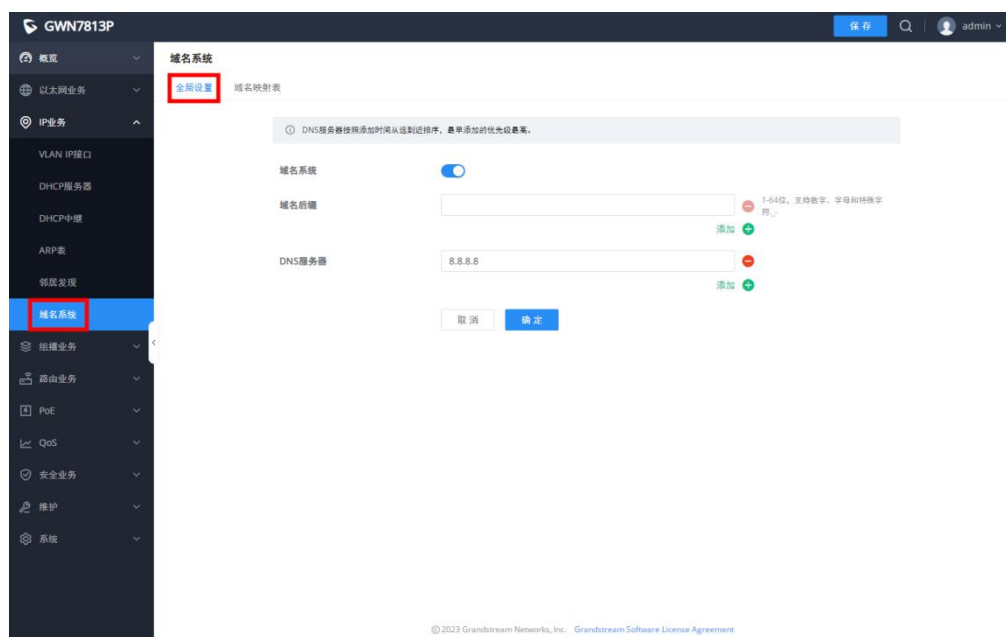 GWN7813P
保存
admin
概览
以太网业务
IP业务
VLAN IP接口
DHCP服务器
DHCP中继
ARP表
邻居发现
域名系统
组播业务
路由业务
PoE
QoS
安全业务
维护
系统
域名系统
全局设置 域名映射表
DNS服务器按照添加时间从远到近排序，最早添加的优先级最高。
域名系统
域名后缀
1-64位，支持数字、字母和特殊字
符._-
添加
DNS服务器 8.8.8.8
添加
取消 确定
© 2023 Grandstream Networks, Inc. Grandstream Software License Agreement